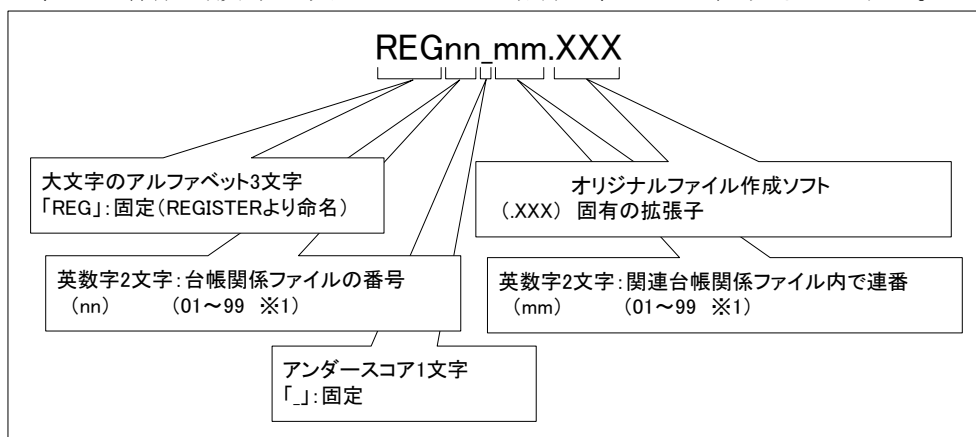 REGnn_mm.XXX
大文字のアルファベット3文字
「REG」:固定(REGISTERより命名)
オリジナルファイル作成ソフト
(.XXX) 固有の拡張子
英数字2文字:台帳関係ファイルの番号
(nn) (01~99 ※1)
英数字2文字:関連台帳関係ファイル内で連番
(mm) (01~99 ※1)
アンダースコア1文字
「_」:固定